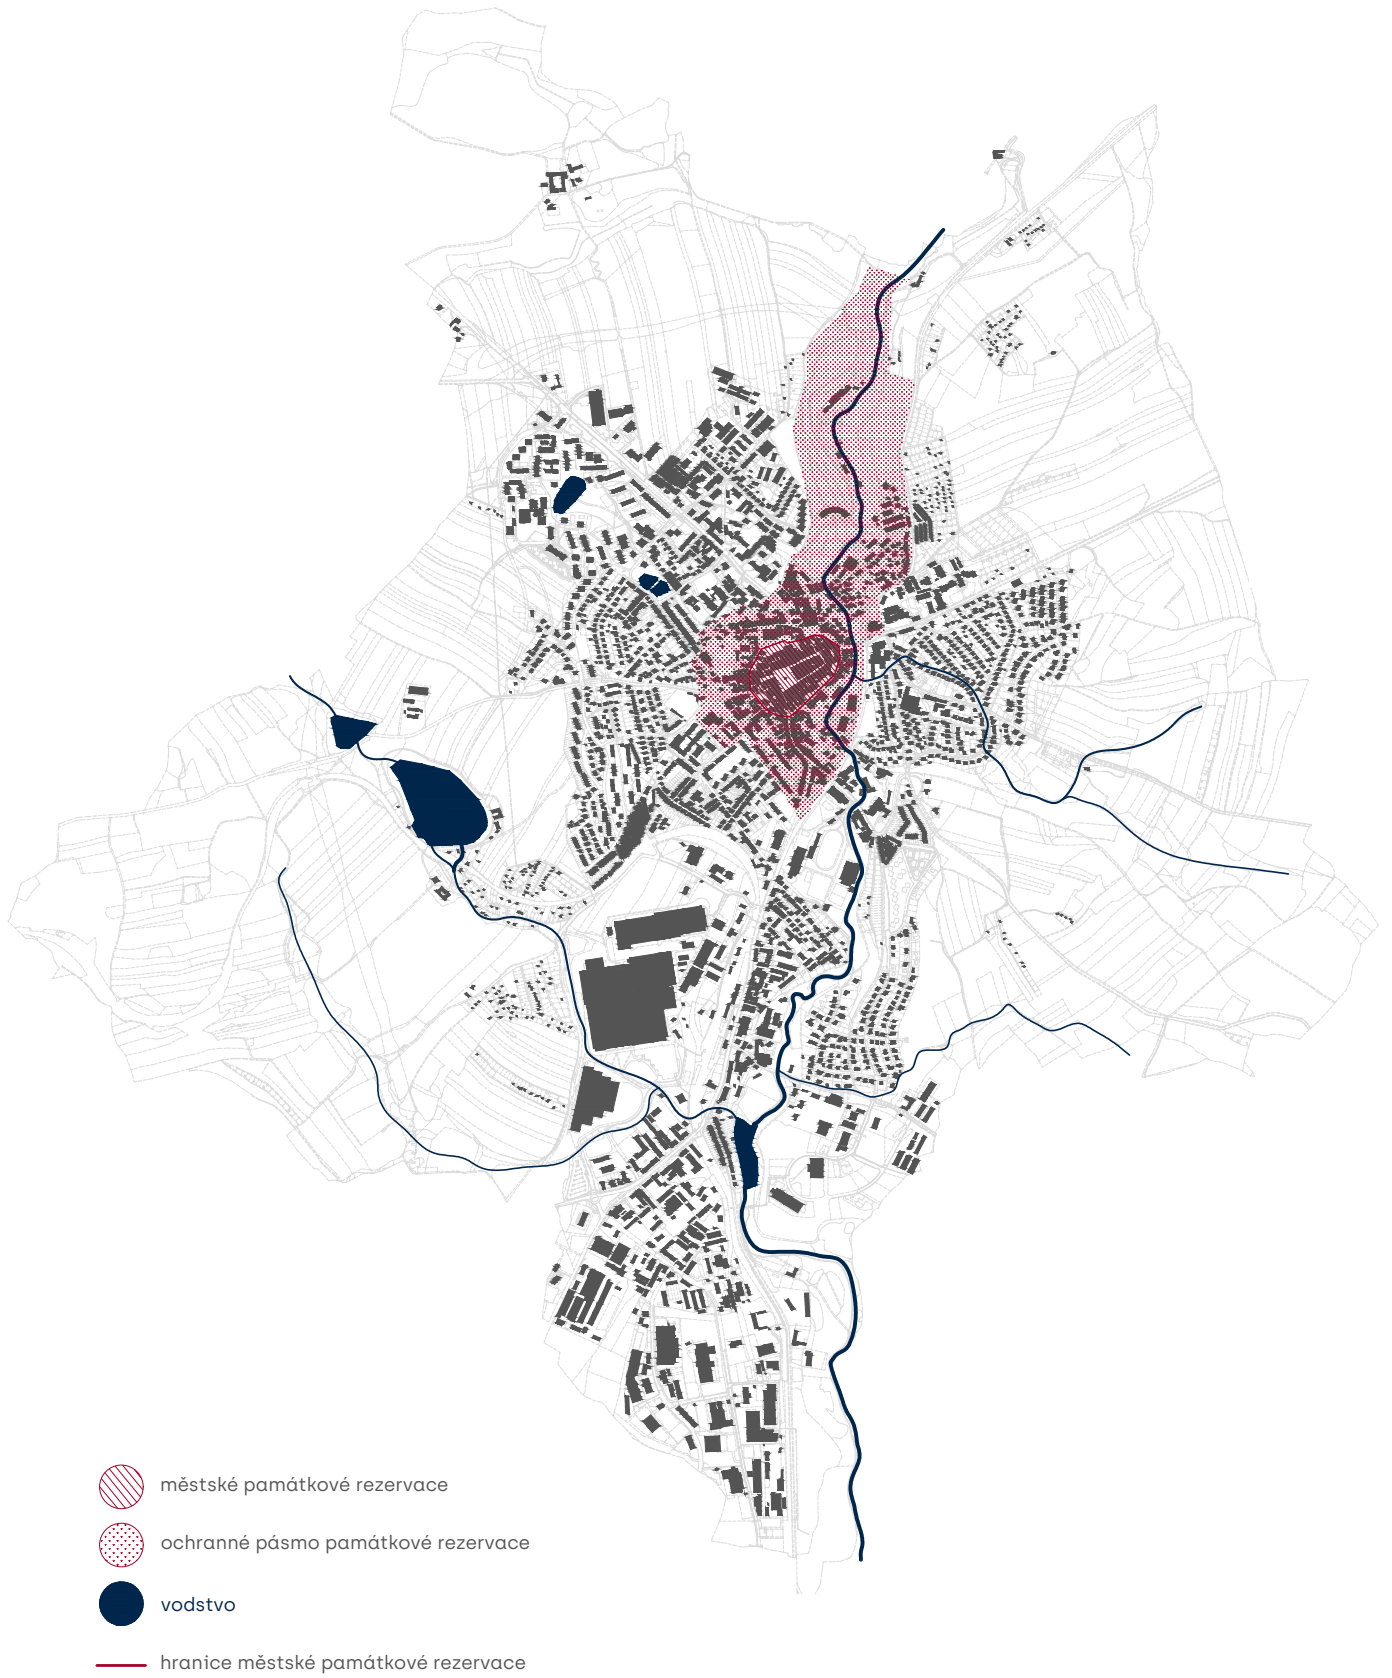 městské památkové rezervace
ochranné pásmo památkové rezervace
vodstvo
hranice městské památkové rezervace